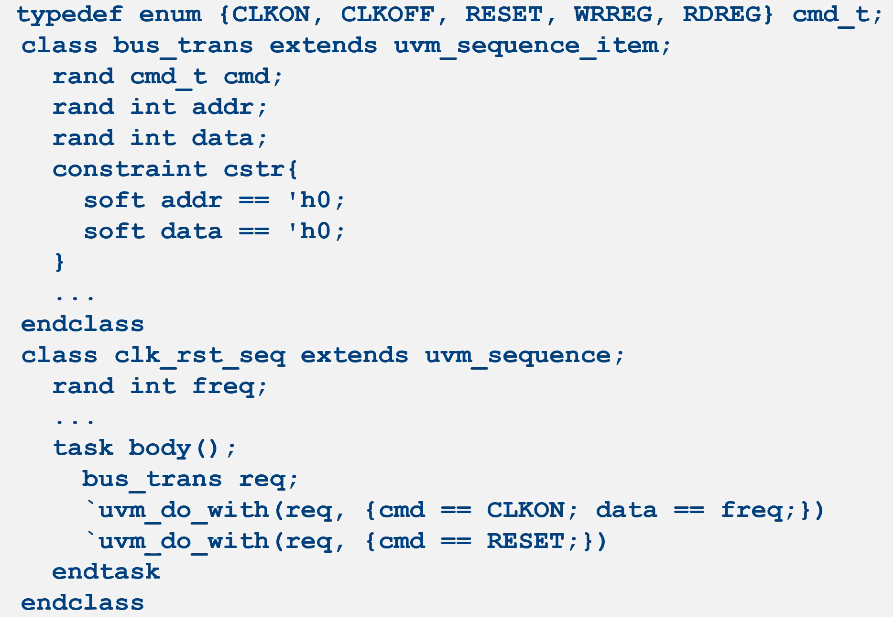 typedef enum {CLKON, CLKOFF, RESET, WRREG, RDREG} cmd_t;
class bus_trans extends uvm_sequence_item;
rand cmd_t cmd;
rand int addr;
rand int data;
constraint cstr{
soft addr == 'h0;
soft data == 'h0;
}
...
endclass
class clk_rst_seq extends uvm_sequence;
rand int freq;
...
task body();
bus_trans req;
`uvm_do_with(req, {cmd == CLKON; data == freq;})
`uvm_do_with(req, {cmd == RESET;})
endtask
endclass